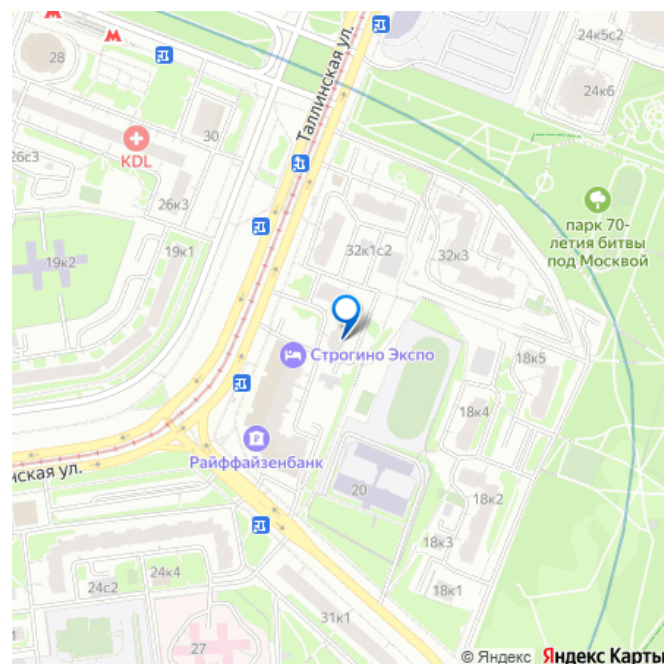 24к5с2
28
Таллинская ул.
24к6
30
KDL
26с3
26к3
парк 70-
летия битвы
под Москвой
19к1
32к1с2
32к3
19к2
Строгино Экспо
18к5
18к4
Райффайзенбанк
нская ул.
20
18к2
18к3
24к4
24с2
18к1
31к1
27
© Яндекс Яндекс Карты